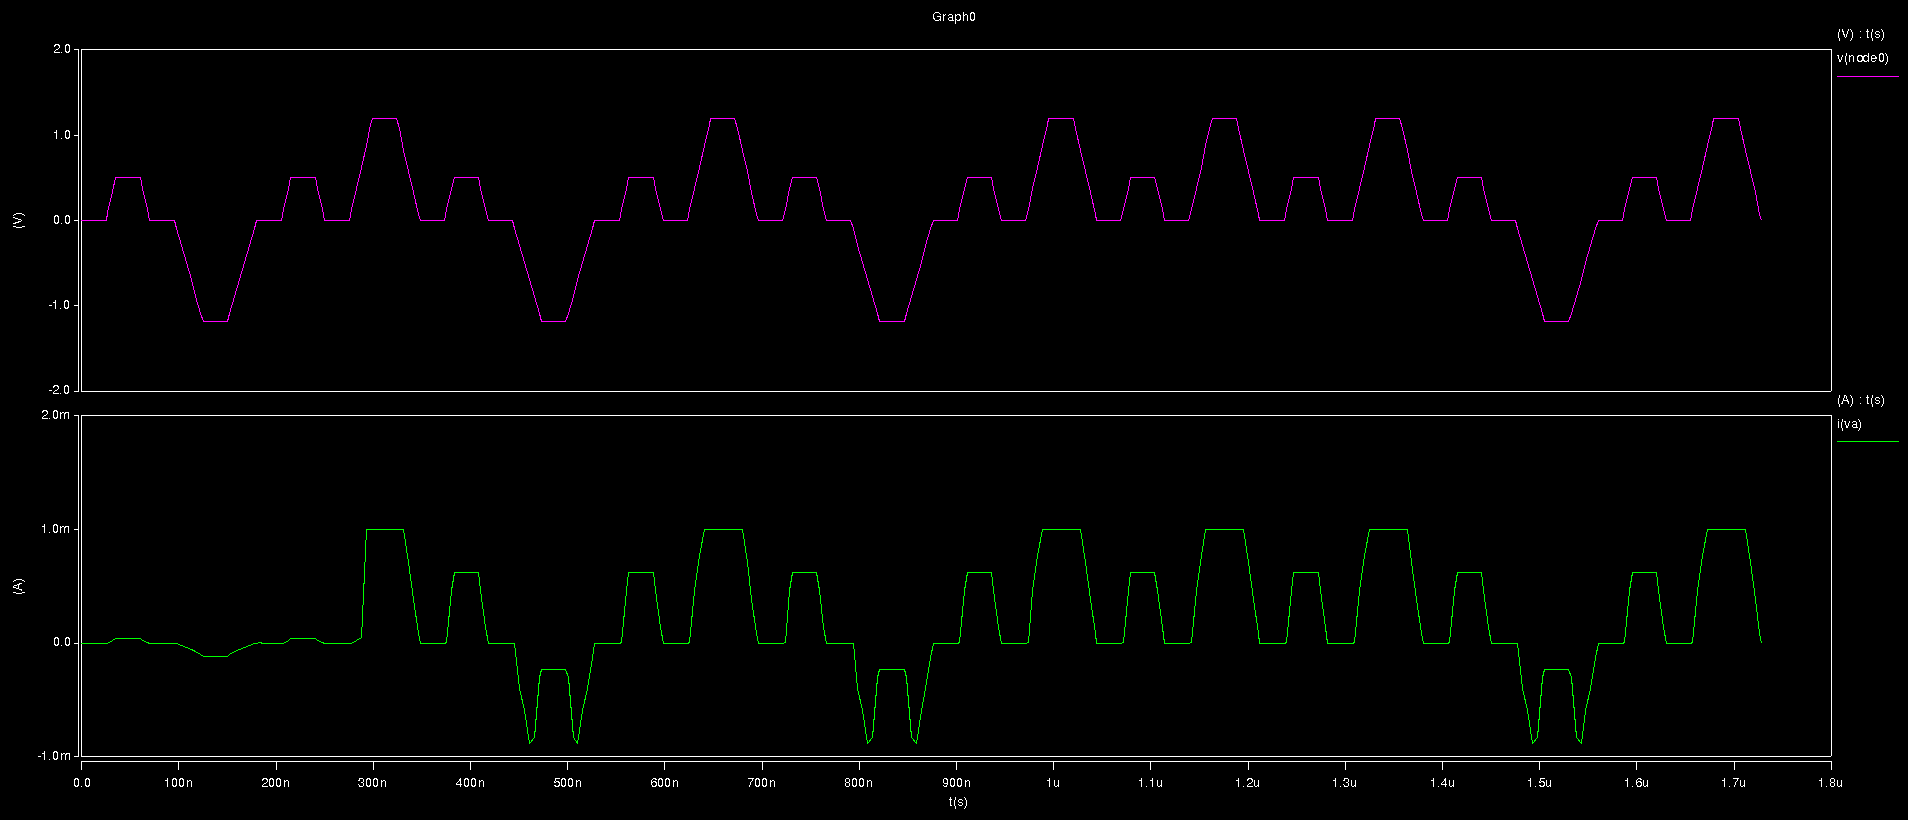 Graph0
(V) : t(s)
v(node0)
2.0
1.0
0.0
-1.0
-2.0
(V)
(A) : t(s)
i(va)
2.0m
1.0m
0.0
-1.0m
(A)
0.0 100n 200n 300n 400n 500n 600n 700n 800n 900n 1u 1.1u 1.2u 1.3u 1.4u 1.5u 1.6u 1.7u 1.8u
t(s)